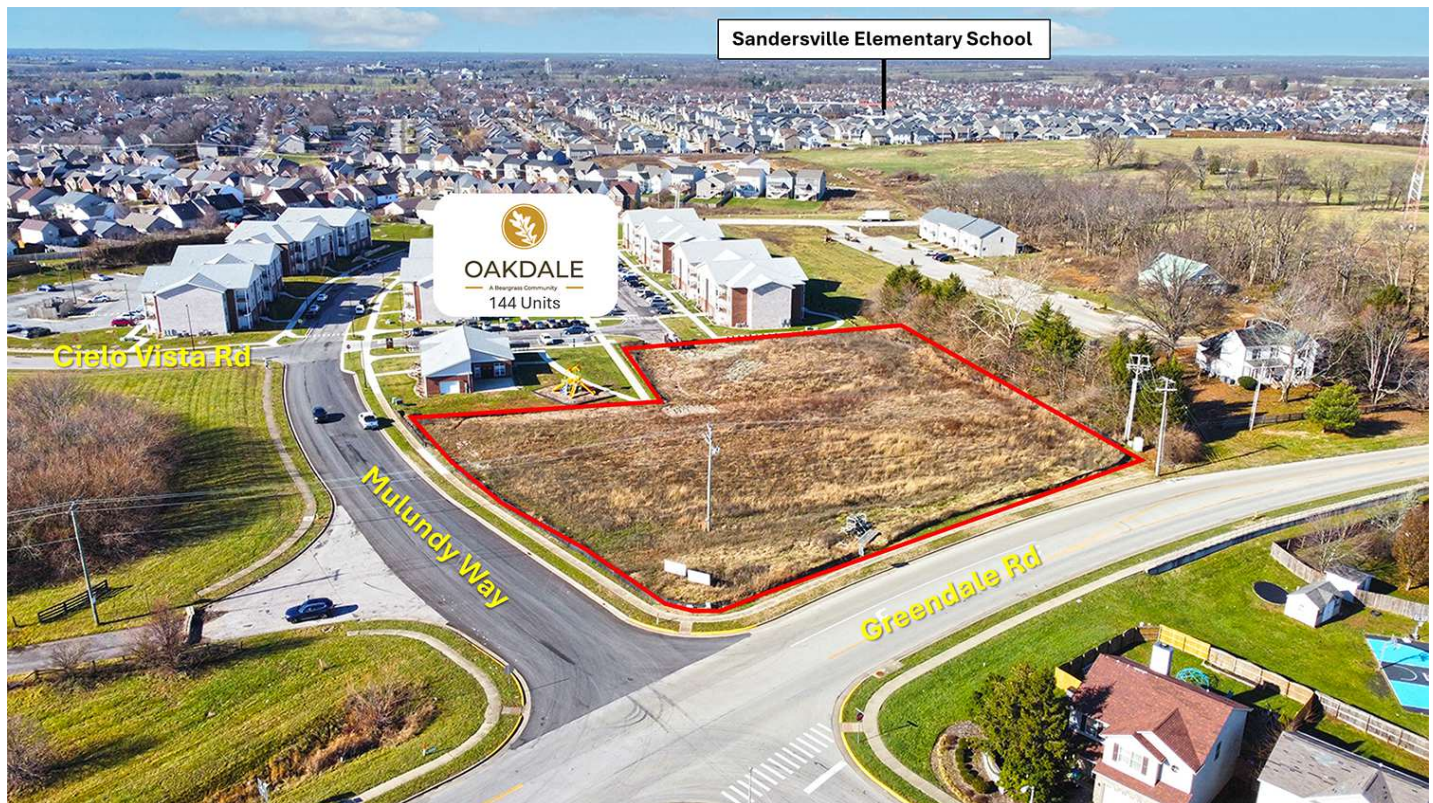 Sandersville Elementary School
OAKDALE
A Beargrass Community
144 Units
Cielo Vista Rd
Mulundy Way
Greendale Rd